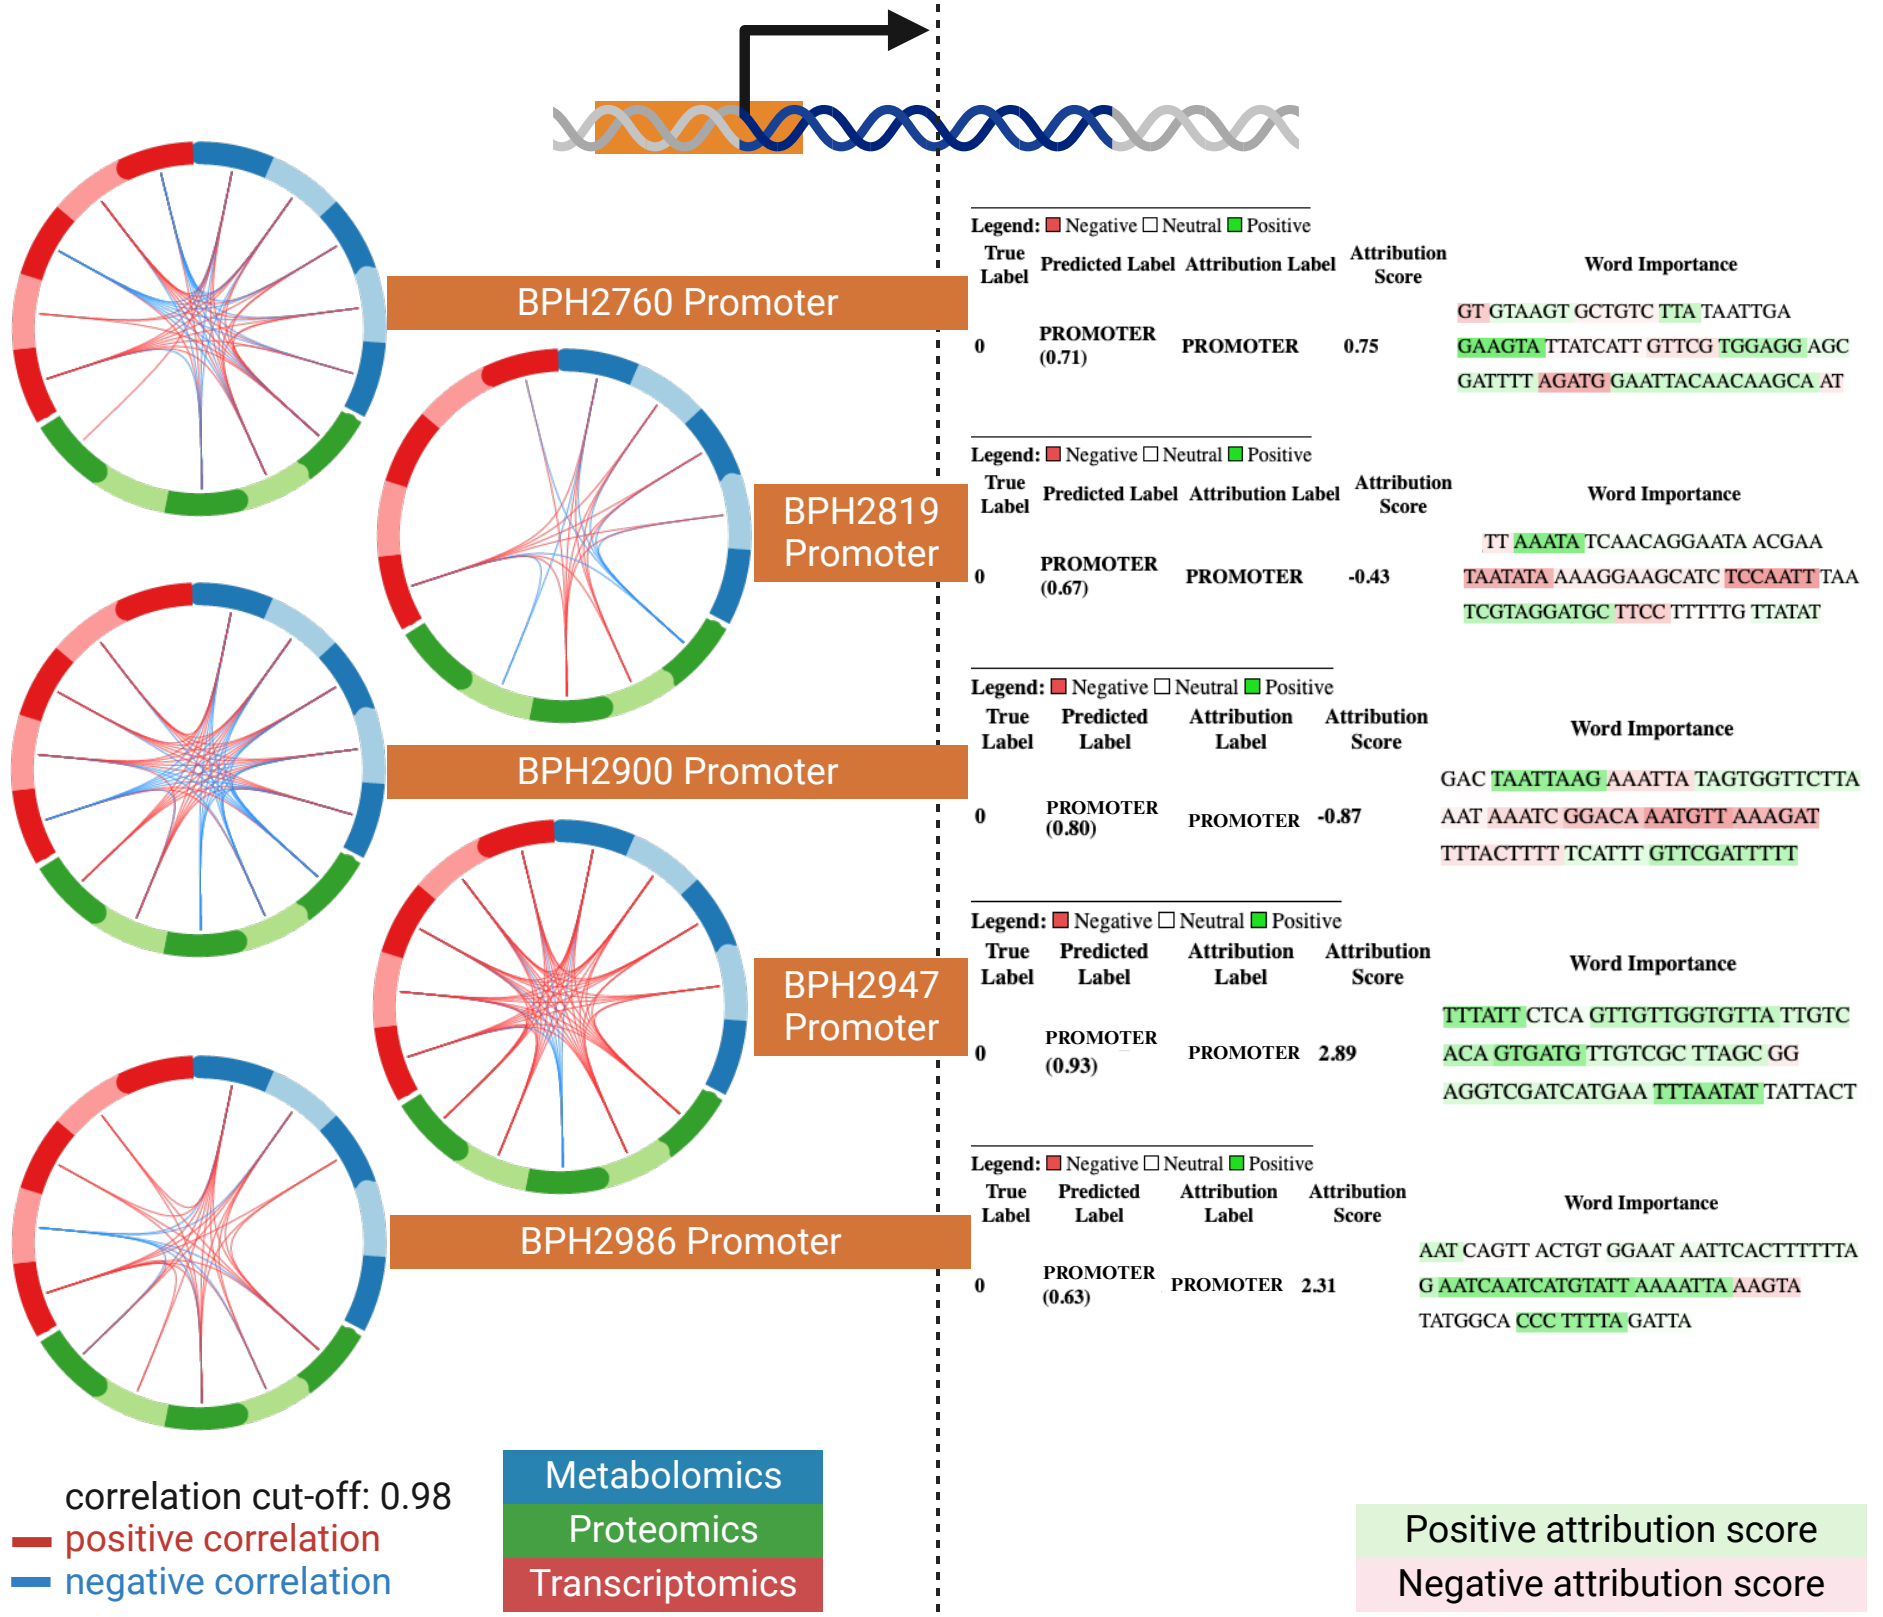 BPH2760 Promoter
BPH2819
Promoter
BPH2900 Promoter
BPH2947
Promoter
BPH2986 Promoter
correlation cut-off: 0.98
positive correlation
negative correlation
Metabolomics
Proteomics
Transcriptomics
Legend: Negative Neutral Positive
True Label Predicted Label Attribution Label Attribution Score Word Importance
GT GTAAGT GCTGTC TTA TAATTGA
0 PROMOTER (0.71) PROMOTER 0.75 GAAGTA TTATCATT GTTCG TGGAGG AGC
GATTTT AGATG GAATTACAACAAGCA AT
Legend: Negative Neutral Positive
True Label Predicted Label Attribution Label Attribution Score Word Importance
TT AAATA TCAACAGGAATA ACGAA
0 PROMOTER (0.67) PROMOTER -0.43 TAATATA AAAGGAAGCATC TCCAATT TAA
TCGTAGGATGC TTCC TTTTTG TTATAT
Legend: Negative Neutral Positive
True Label Predicted Label Attribution Label Attribution Score Word Importance
GAC TAATTAAG AAATTA TAGTGGTTCTTA
0 PROMOTER (0.80) PROMOTER -0.87 AAT AAATC GGACA AATGTT AAAGAT
TTTACTTTT TCATTT GTTCGATTTTT
Legend: Negative Neutral Positive
True Label Predicted Label Attribution Label Attribution Score Word Importance
TTTATT CTCA GTTGTTGGTGTTA TTGTC
0 PROMOTER (0.93) PROMOTER 2.89 ACA GTGATG TTGTCGC TTAGC GG
AGGTCGATCATGAA TTTAATAT TATTACT
Legend: Negative Neutral Positive
True Label Predicted Label Attribution Label Attribution Score Word Importance
AAT CAGTT ACTGT GGAAT AATTCACTTTTTTA
0 PROMOTER (0.63) PROMOTER 2.31 G AATCAATCATGTATT AAAATTA AAGTA
TATGGCA CCC TTTTA GATTA
Positive attribution score
Negative attribution score